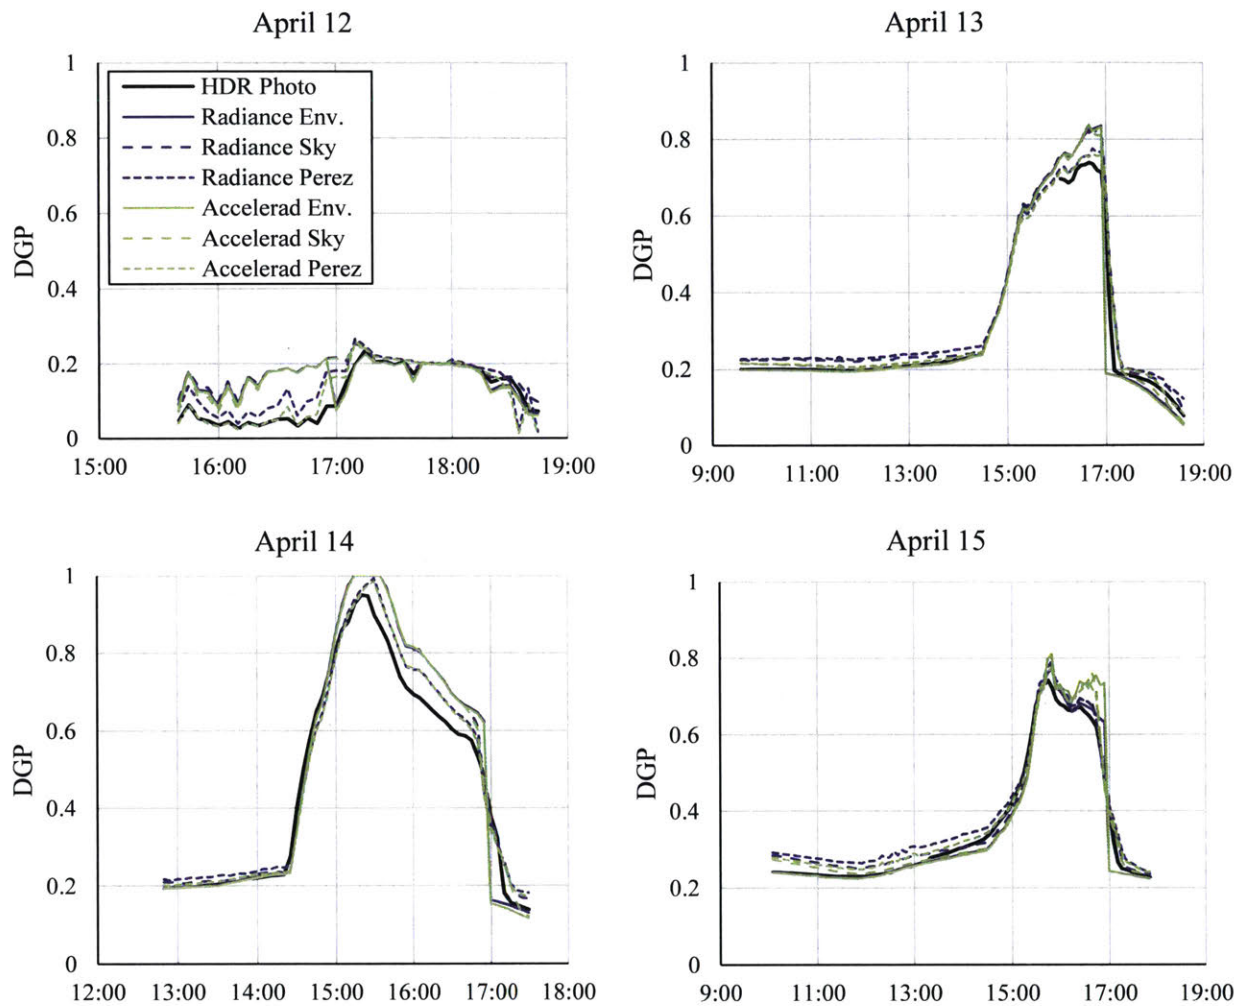 April 12
1
0.8
0.6
0.4
0.2
0
DGP
HDR Photo
Radiance Env.
Radiance Sky
Radiance Perez
Accelerad Env.
Accelerad Sky
Accelerad Perez
15:00 16:00 17:00 18:00 19:00
April 13
1
0.8
0.6
0.4
0.2
0
DGP
9:00 11:00 13:00 15:00 17:00 19:00
April 14
1
0.8
0.6
0.4
0.2
0
DGP
12:00 13:00 14:00 15:00 16:00 17:00 18:00
April 15
1
0.8
0.6
0.4
0.2
0
DGP
9:00 11:00 13:00 15:00 17:00 19:00